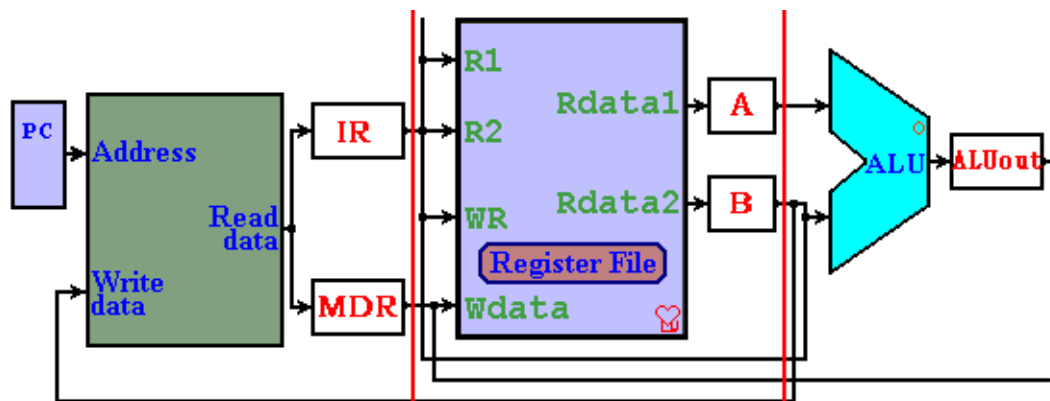 PC
Address
Read
data
Write
data
IR
MDR
R1
R2
WR
Wdata
Rdata1
Rdata2
Register File
A
B
ALU
ALUout